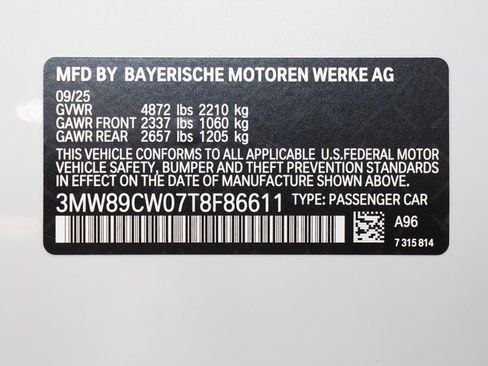 MFD BY BAYERISCHE MOTOREN WERKE AG
09/25
GVWR 4872 lbs 2210 kg
GAWR FRONT 2337 lbs 1060 kg
GAWR REAR 2657 lbs 1205 kg
THIS VEHICLE CONFORMS TO ALL APPLICABLE U.S.FEDERAL MOTOR
VEHICLE SAFETY, BUMPER AND THEFT PREVENTION STANDARDS
IN EFFECT ON THE DATE OF MANUFACTURE SHOWN ABOVE.
3MW89CW07T8F86611 TYPE: PASSENGER CAR
A96
7 315 814